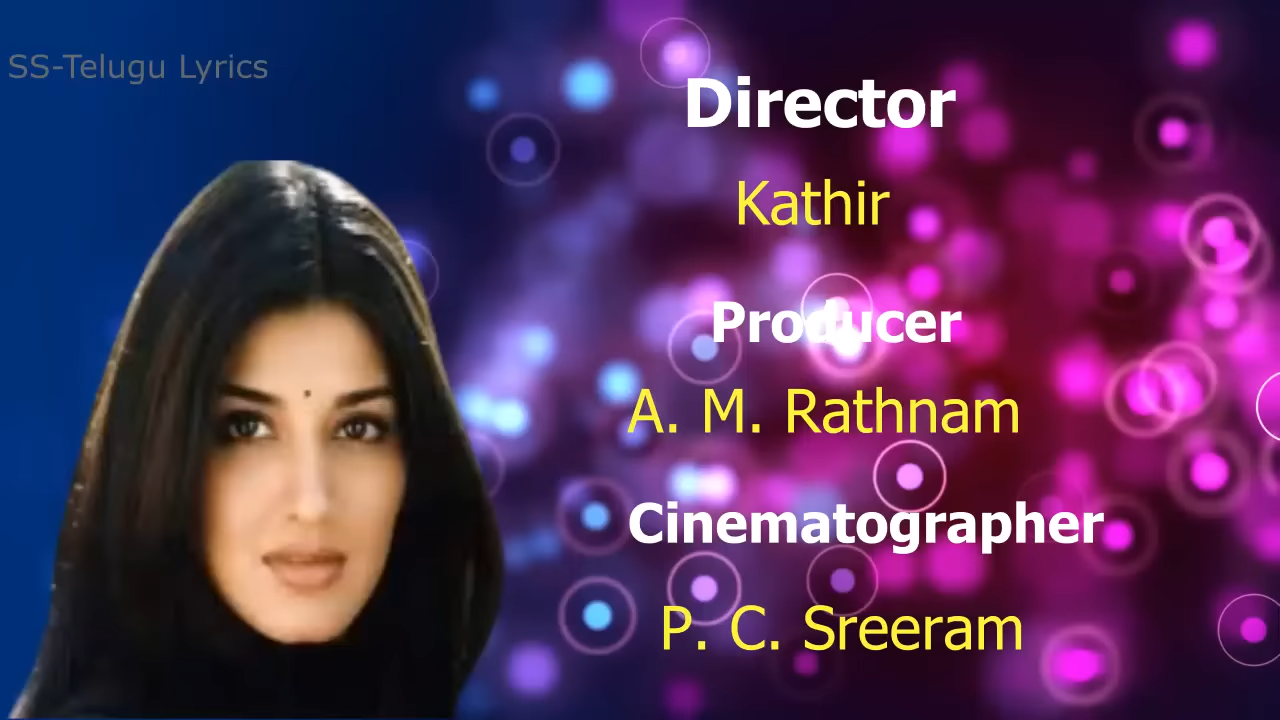 SS-Telugu Lyrics
Director
Kathir
Producer
A. M. Rathnam
Cinematographer
P. C. Sreeram